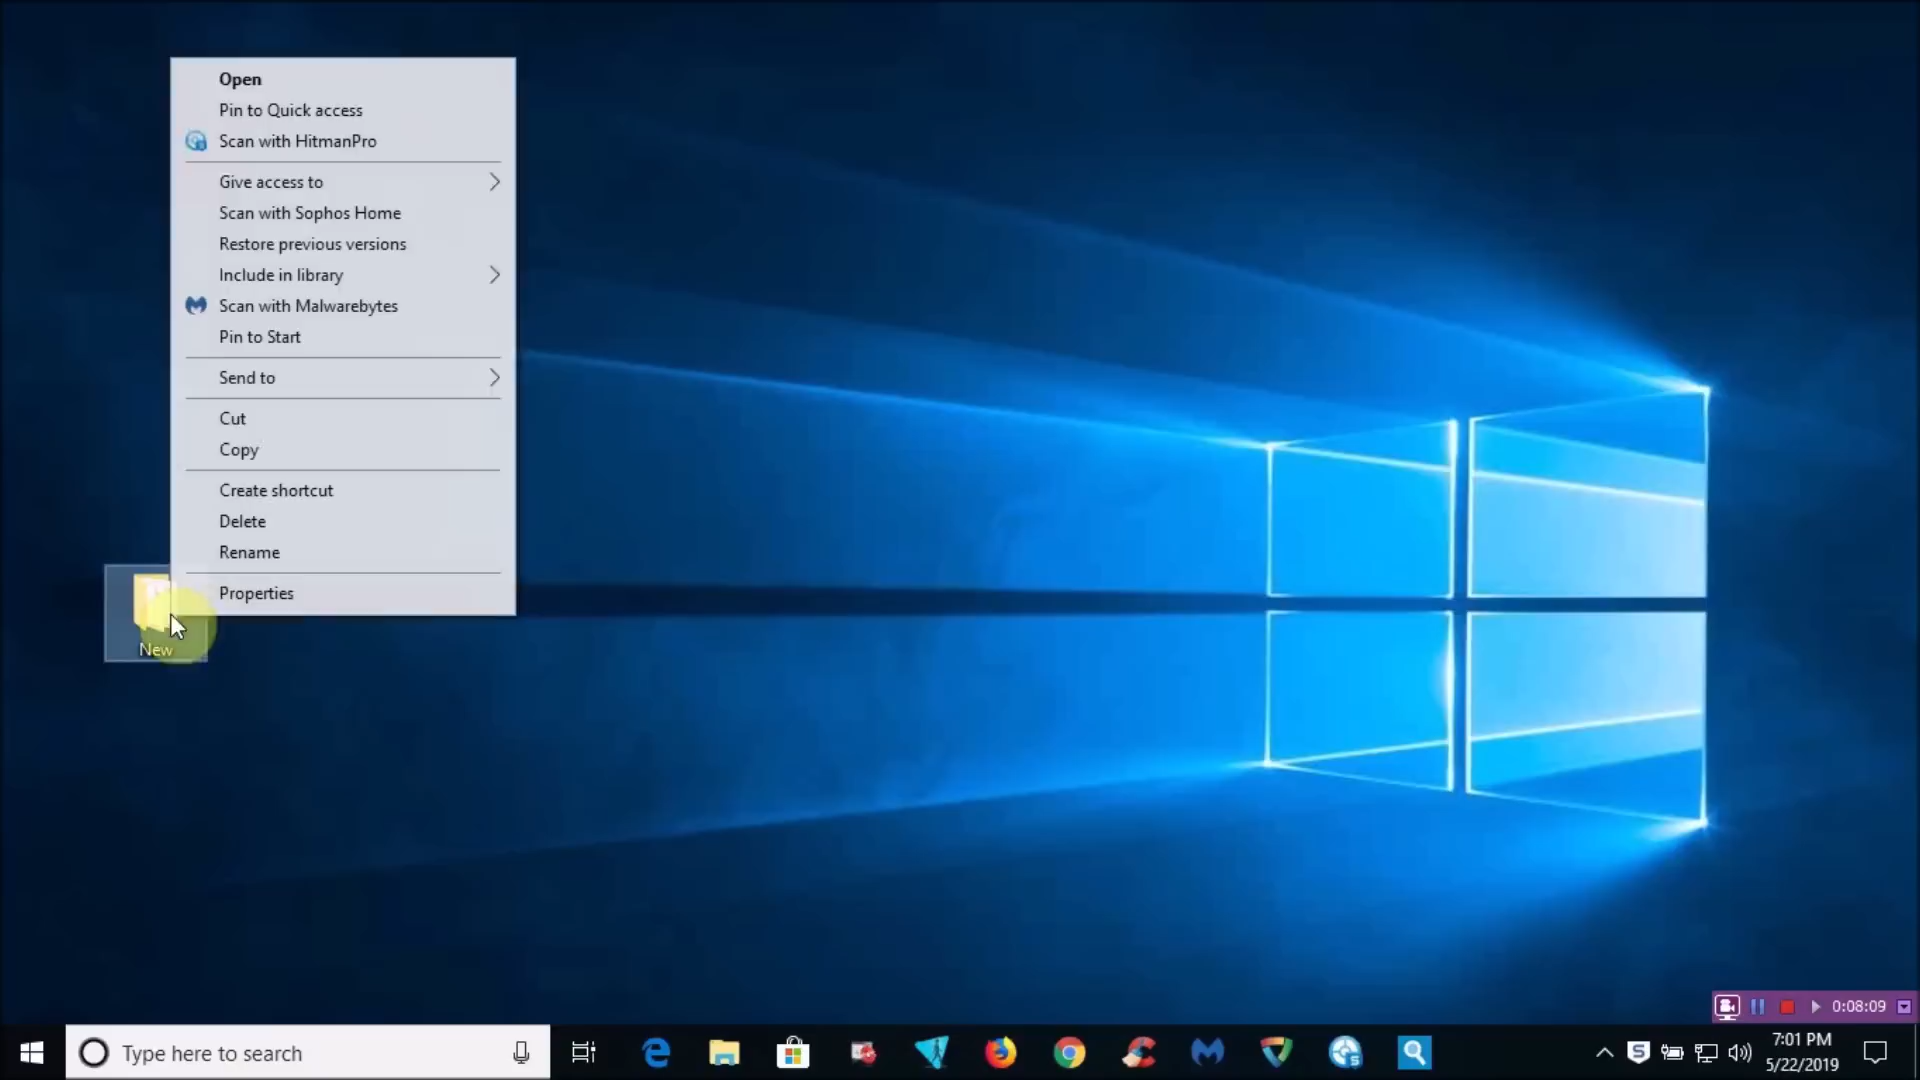 Open
Pin to Quick access
Scan with HitmanPro
Give access to
Scan with Sophos Home
Restore previous versions
Include in library
Scan with Malwarebytes
Pin to Start
Send to
Cut
Copy
Create shortcut
Delete
Rename
Properties
New
0:08:09
Type here to search
7:01 PM
5/22/2019